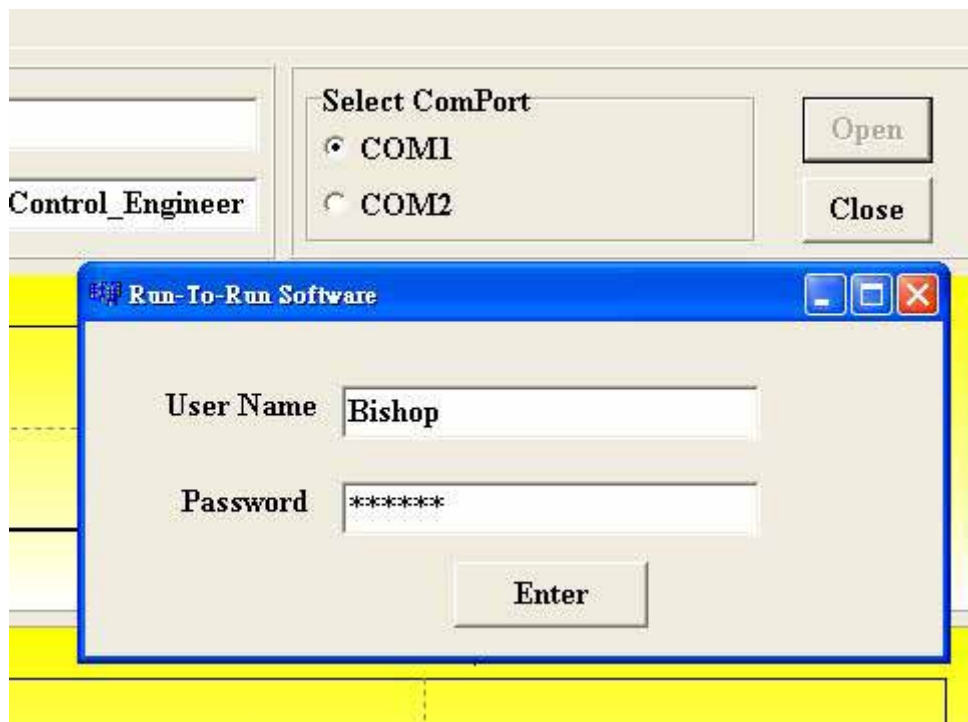 Select ComPort
COM1
Open
COM2
Control_Engineer
Close
Run-To-Run Software
User Name
Bishop
Password
******
Enter